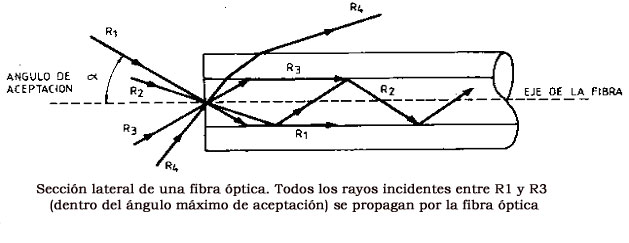 R1
R4
ANGULO DE
ACEPTACION
α
R2
R3
R2
EJE DE LA FIBRA
R3
R1
R4
Sección lateral de una fibra óptica. Todos los rayos incidentes entre R1 y R3
(dentro del ángulo máximo de aceptación) se propagan por la fibra óptica